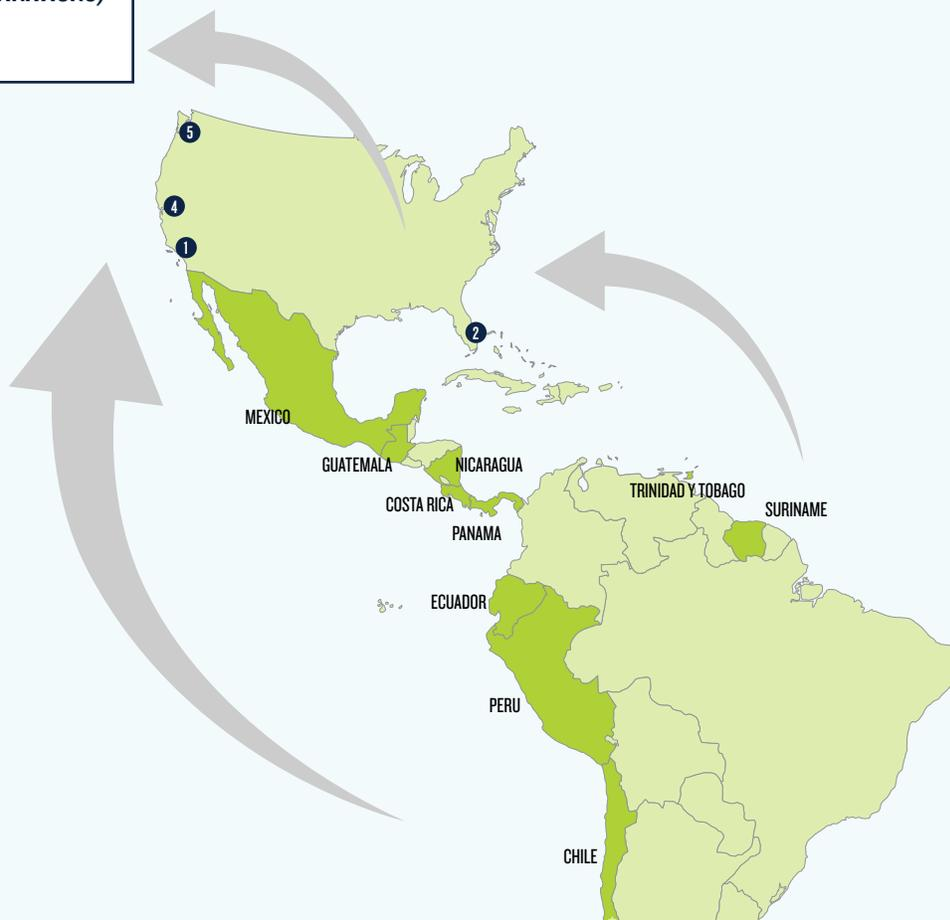 5
4
1
2
MEXICO
GUATEMALA
NICARAGUA
COSTA RICA
PANAMA
TRINIDAD Y TOBAGO
SURINAME
ECUADOR
PERU
CHILE